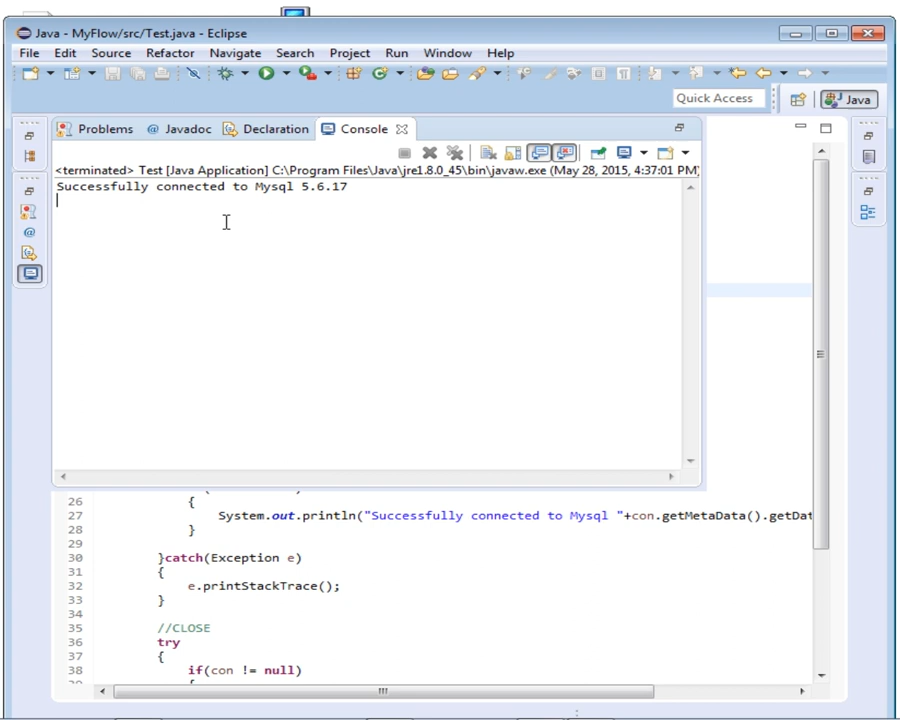 Java - MyFlow/src/Test.java - Eclipse
File Edit Source Refactor Navigate Search Project Run Window Help
Quick Access
Java
Problems @ Javadoc Declaration Console
<terminated> Test [Java Application] C:\Program Files\Java\jre1.8.0_45\bin\javaw.exe (May 28, 2015, 4:37:01 PM)
Successfully connected to Mysql 5.6.17
26 {
27 System.out.println("Successfully connected to Mysql "+con.getMetaData().getDat
28 }
29
30 }catch(Exception e)
31 {
32 e.printStackTrace();
33 }
34
35 //CLOSE
36 try
37 {
38 if(con != null)